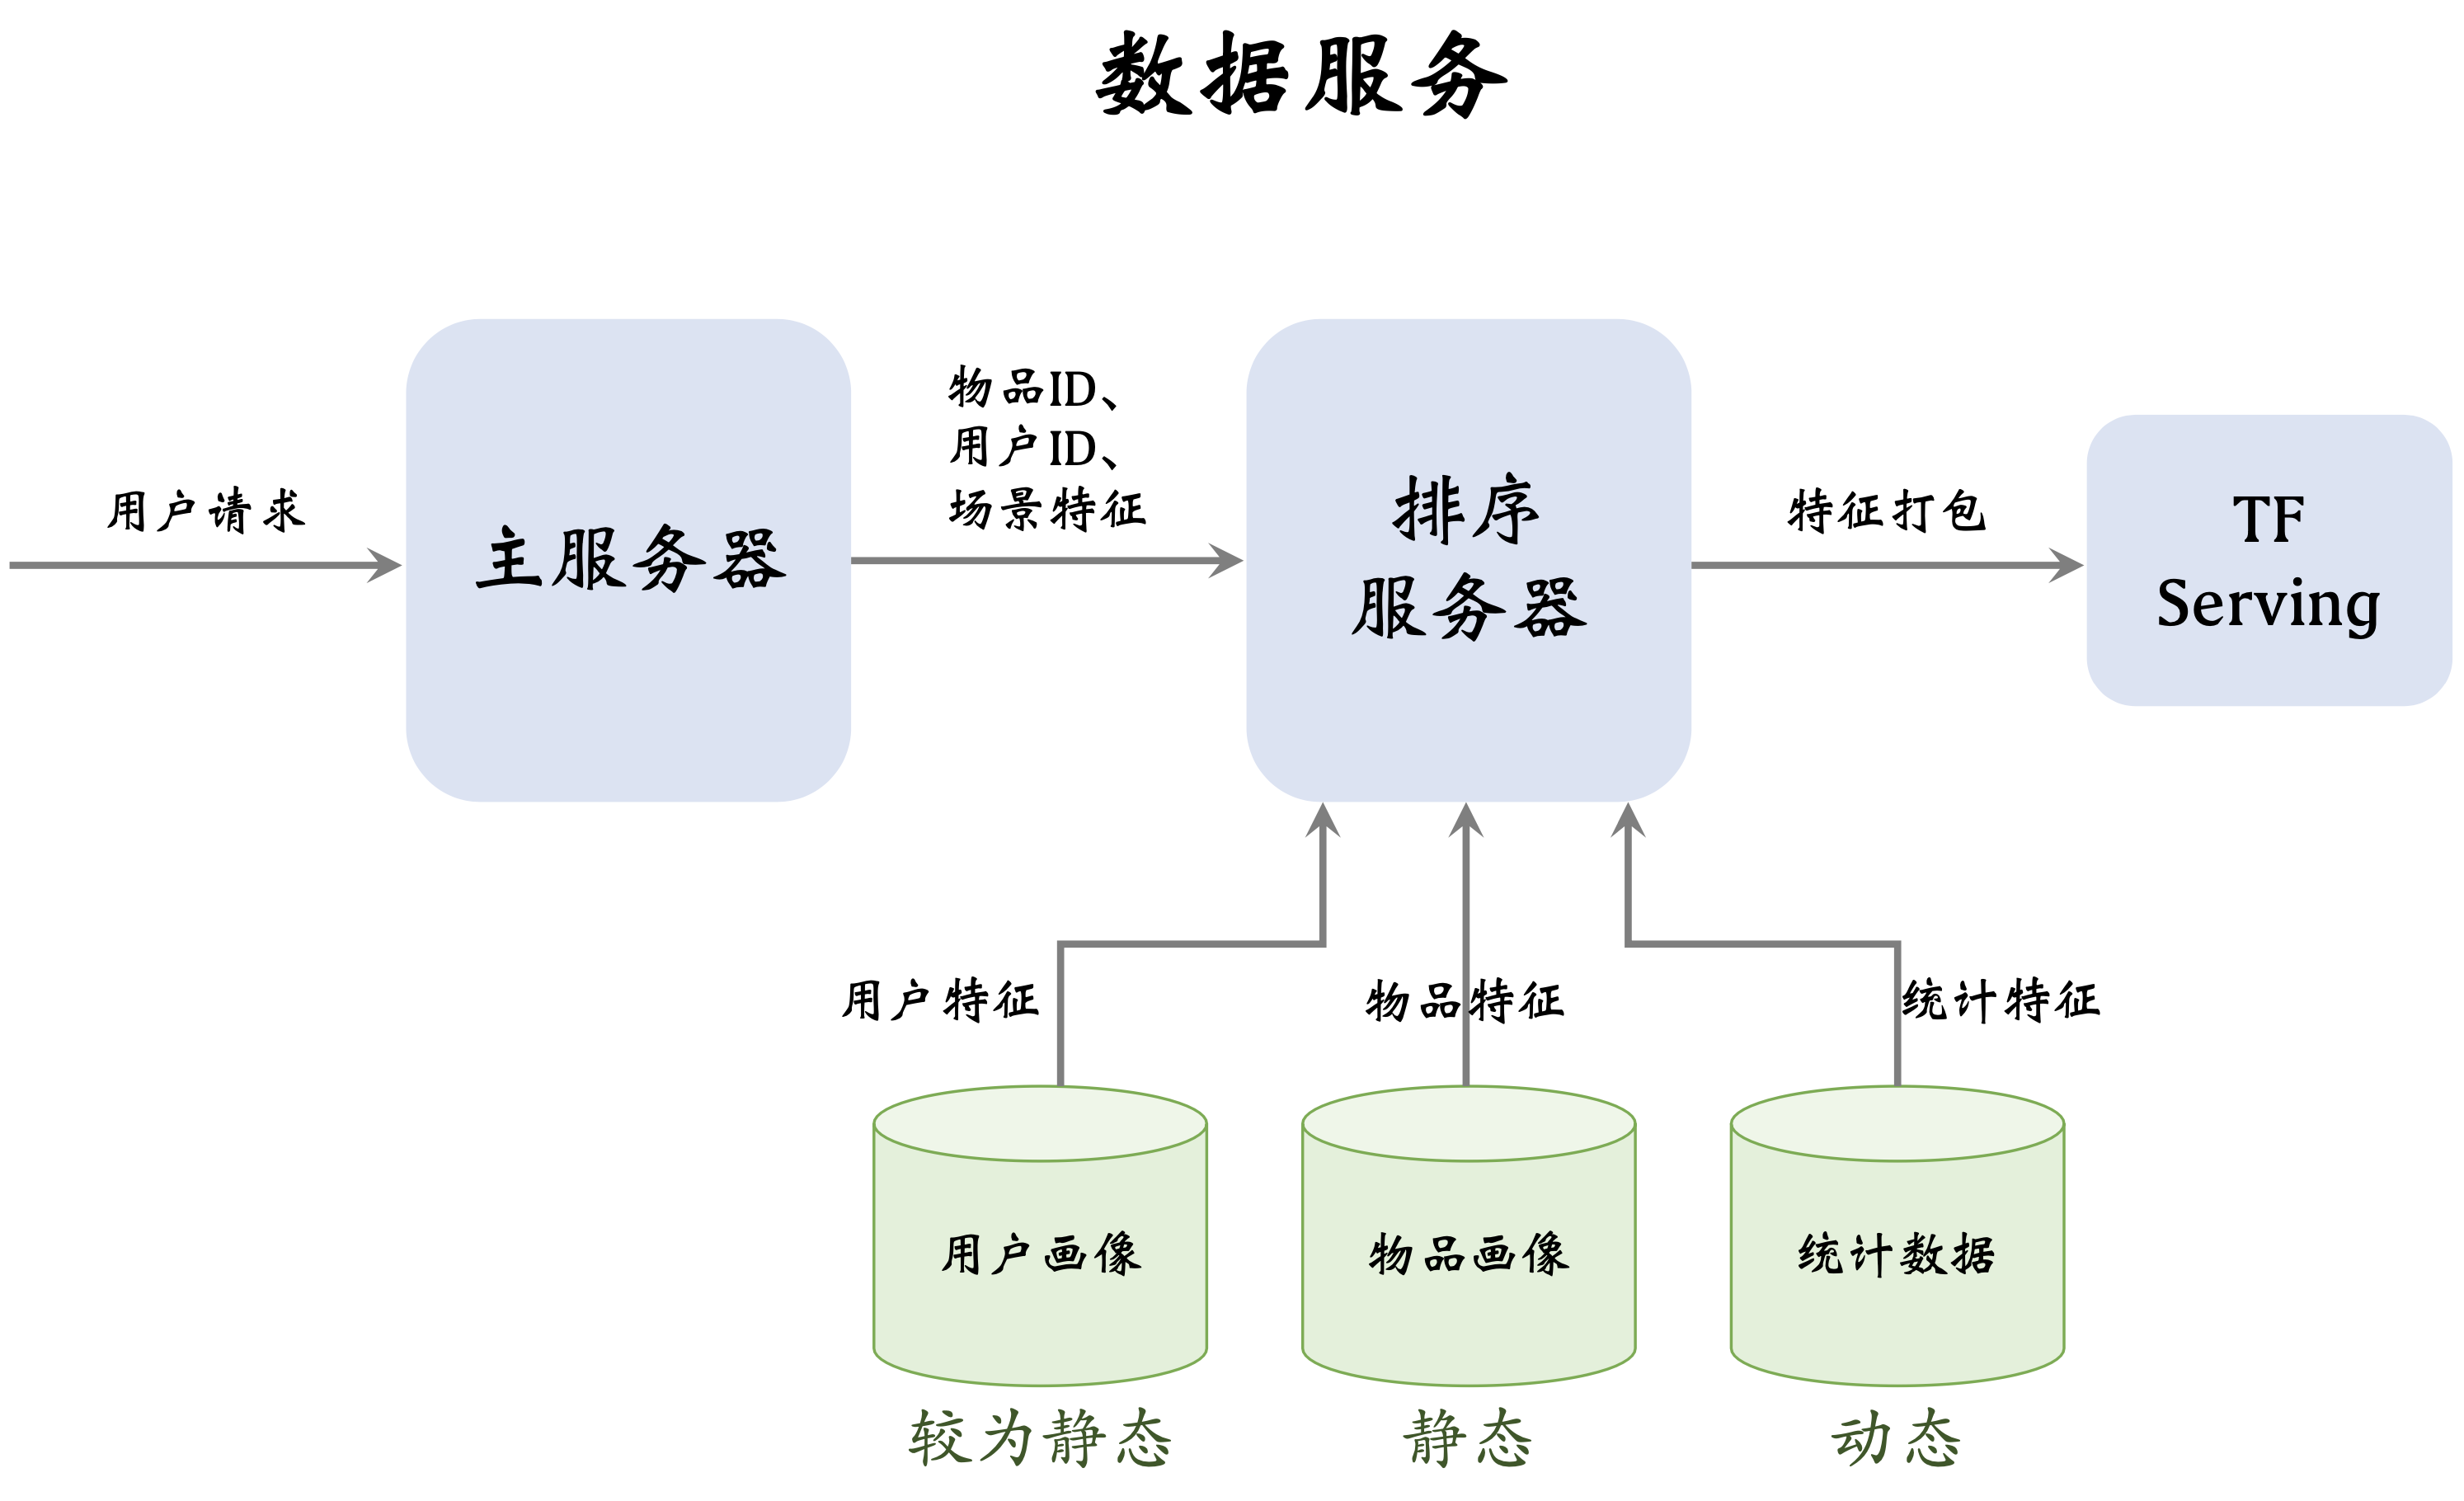 数据服务
用户请求
主服务器
物品ID、
用户ID、
场景特征
排序
服务器
特征打包
TF
Serving
用户特征
物品特征
统计特征
用户画像
物品画像
统计数据
较为静态
静态
动态